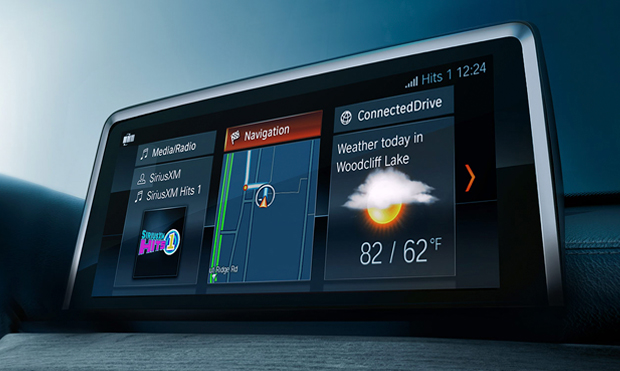 Hits 1 12:24
Media/Radio
SiriusXM
SiriusXM Hits 1
SIRIUSXM
HITS 1
Navigation
Ridge Rd
ConnectedDrive
Weather today in
Woodcliff Lake
82 / 62°F